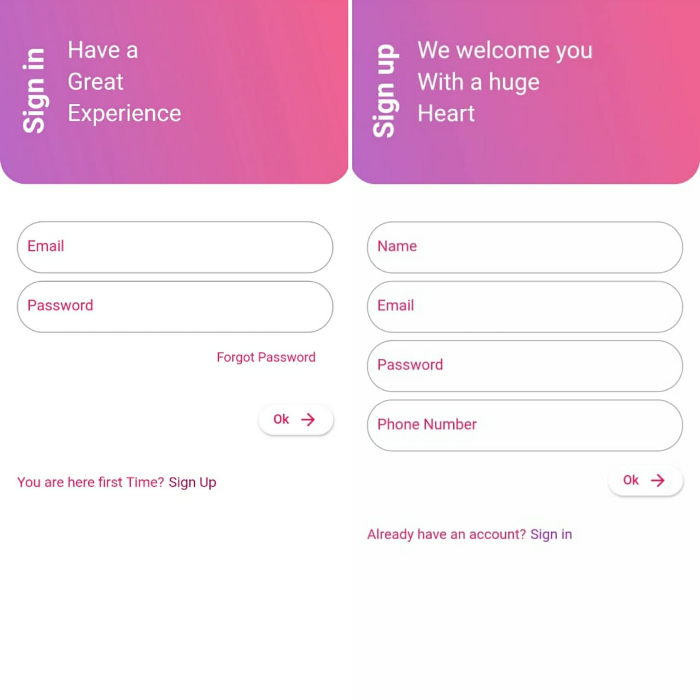 Sign in
Have a
Great
Experience
Email
Password
Forgot Password
Ok
You are here first Time? Sign Up
Sign up
We welcome you
With a huge
Heart
Name
Email
Password
Phone Number
Ok
Already have an account? Sign in